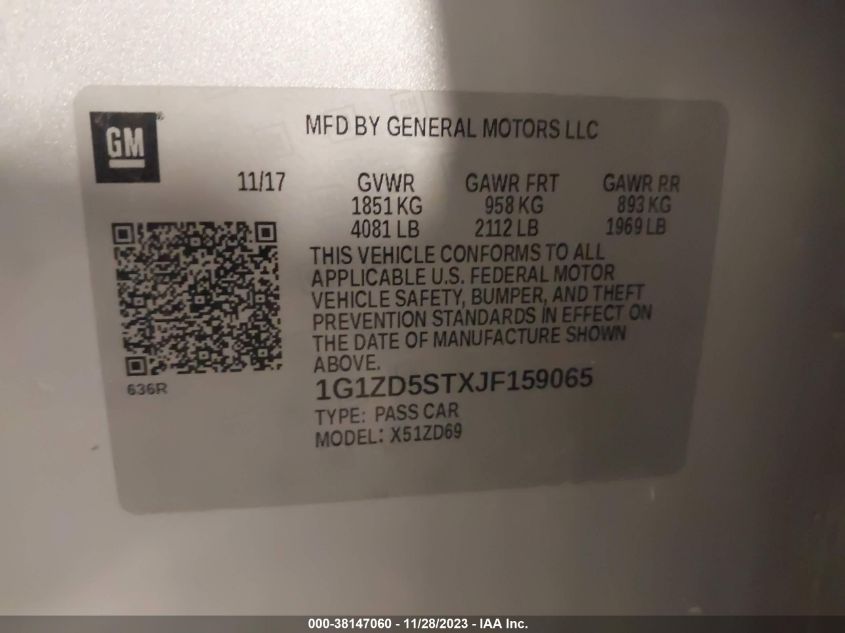 GM
MFD BY GENERAL MOTORS LLC
11/17 GVWR GAWR FRT GAWR RR
1851 KG 958 KG 893 KG
4081 LB 2112 LB 1969 LB
THIS VEHICLE CONFORMS TO ALL
APPLICABLE U.S. FEDERAL MOTOR
VEHICLE SAFETY, BUMPER, AND THEFT
PREVENTION STANDARDS IN EFFECT ON
THE DATE OF MANUFACTURE SHOWN
ABOVE.
636R
1G1ZD5STXJF159065
TYPE: PASS CAR
MODEL: X51ZD69
000-38147060 - 11/28/2023 - IAA Inc.